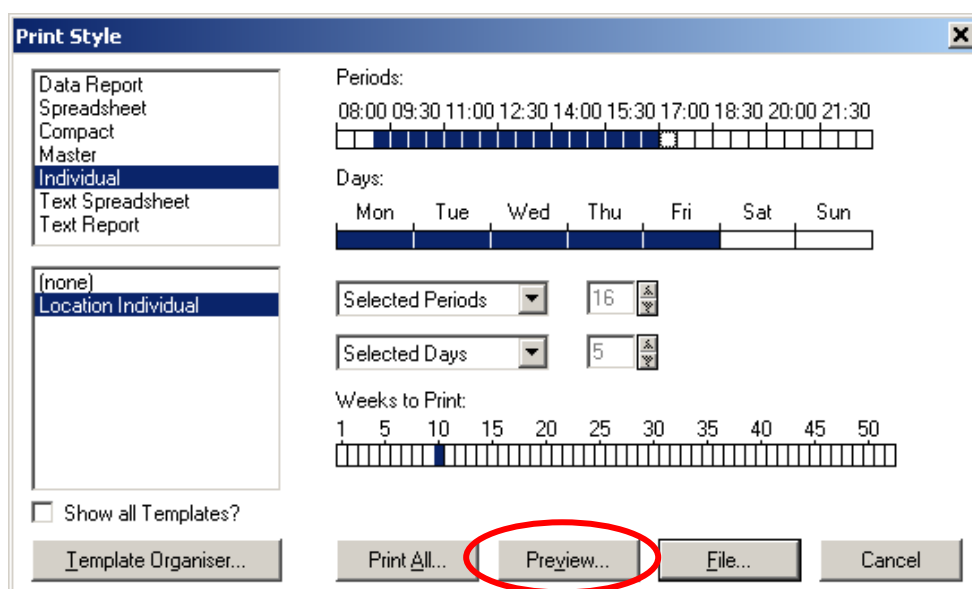 Print Style
Data Report
Spreadsheet
Compact
Master
Individual
Text Spreadsheet
Text Report
(none)
Location Individual
Show all Templates?
Template Organiser...
Periods:
08:00 09:30 11:00 12:30 14:00 15:30 17:00 18:30 20:00 21:30
Days:
Mon Tue Wed Thu Fri Sat Sun
Selected Periods 16
Selected Days 5
Weeks to Print:
1 5 10 15 20 25 30 35 40 45 50
Print All... Preview... File... Cancel